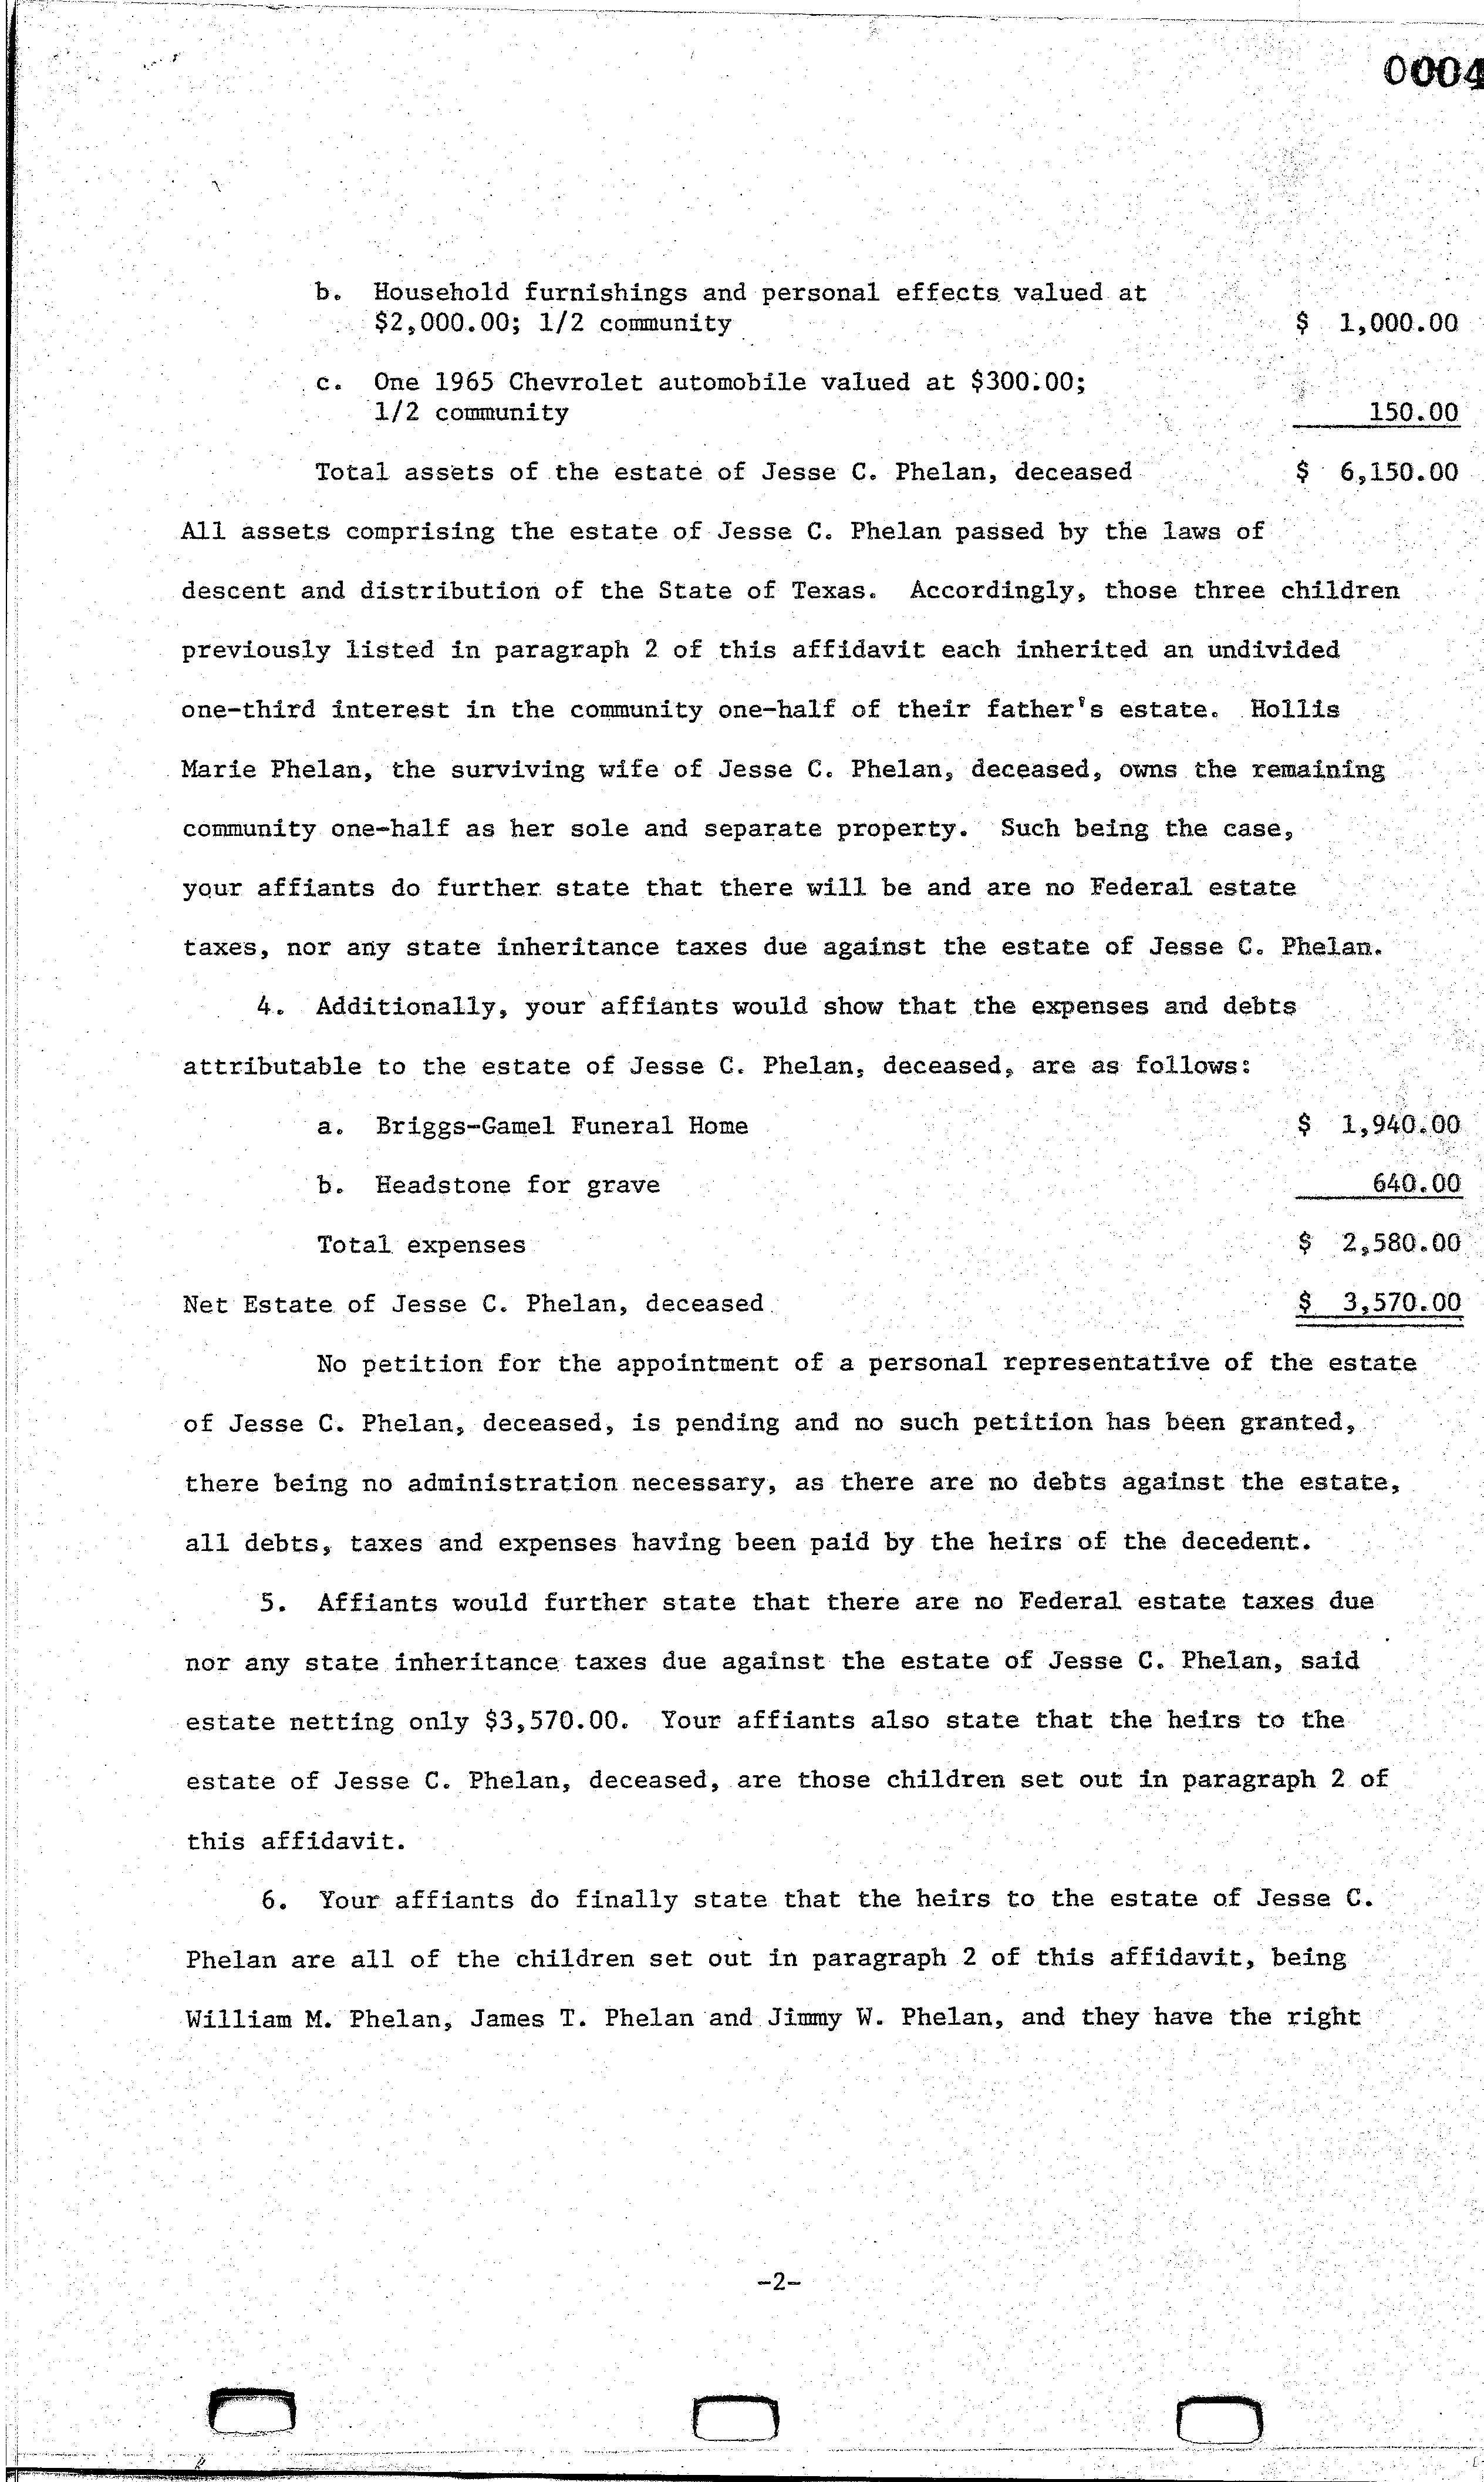 0004
b. Household furnishings and personal effects valued at
$2,000.00; 1/2 community $ 1,000.00
c. One 1965 Chevrolet automobile valued at $300.00;
1/2 community 150.00
Total assets of the estate of Jesse C. Phelan, deceased $ 6,150.00
All assets comprising the estate of Jesse C. Phelan passed by the laws of
descent and distribution of the State of Texas. Accordingly, those three children
previously listed in paragraph 2 of this affidavit each inherited an undivided
one-third interest in the community one-half of their father's estate. Hollis
Marie Phelan, the surviving wife of Jesse C. Phelan, deceased, owns the remaining
community one-half as her sole and separate property. Such being the case,
your affiants do further state that there will be and are no Federal estate
taxes, nor any state inheritance taxes due against the estate of Jesse C. Phelan.
4. Additionally, your affiants would show that the expenses and debts
attributable to the estate of Jesse C. Phelan, deceased, are as follows:
a. Briggs-Gamel Funeral Home $ 1,940.00
b. Headstone for grave 640.00
Total expenses $ 2,580.00
Net Estate of Jesse C. Phelan, deceased $ 3,570.00
No petition for the appointment of a personal representative of the estate
of Jesse C. Phelan, deceased, is pending and no such petition has been granted,
there being no administration necessary, as there are no debts against the estate,
all debts, taxes and expenses having been paid by the heirs of the decedent.
5. Affiants would further state that there are no Federal estate taxes due
nor any state inheritance taxes due against the estate of Jesse C. Phelan, said
estate netting only $3,570.00. Your affiants also state that the heirs to the
estate of Jesse C. Phelan, deceased, are those children set out in paragraph 2 of
this affidavit.
6. Your affiants do finally state that the heirs to the estate of Jesse C.
Phelan are all of the children set out in paragraph 2 of this affidavit, being
William M. Phelan, James T. Phelan and Jimmy W. Phelan, and they have the right
-2-